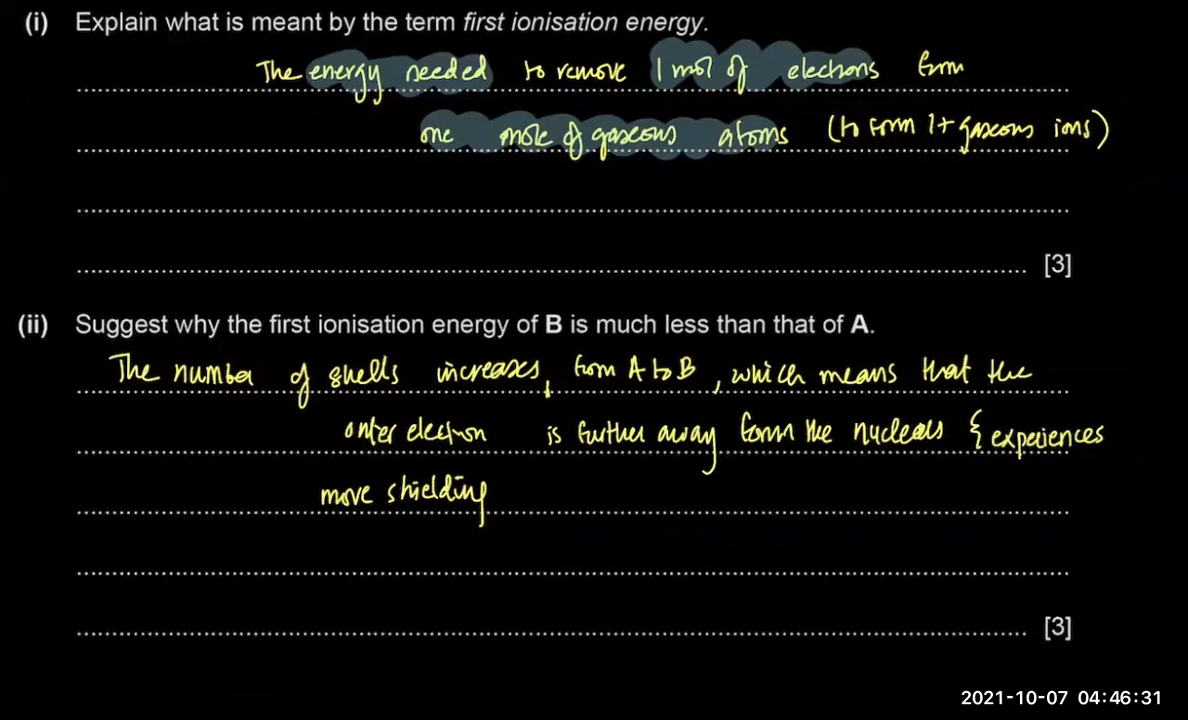 (i) Explain what is meant by the term first ionisation energy.
The energy needed to remove 1 mol of electrons from
one mole of gaseous atoms (to form 1+ gaseous ions)
[3]
(ii) Suggest why the first ionisation energy of B is much less than that of A.
The number of shells increases, from A to B, which means that the
outer electron is further away from the nucleus & experiences
more shielding
[3]
2021-10-07 04:46:31